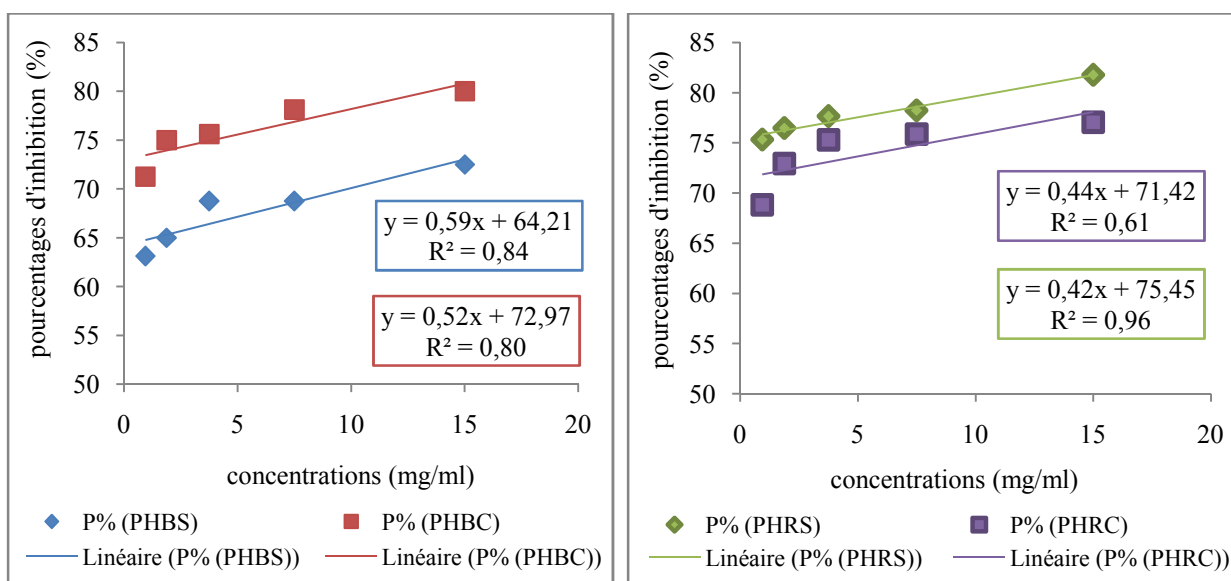 pourcentages d'inhibition (%)
85
80
75
70
65
60
55
50
y = 0,59x + 64,21
R² = 0,84
y = 0,52x + 72,97
R² = 0,80
0 5 10 15 20
concentrations (mg/ml)
P% (PHBS) P% (PHBC)
Linéaire (P% (PHBS)) Linéaire (P% (PHBC))
pourcentages d'inhibition (%)
85
80
75
70
65
60
55
50
y = 0,44x + 71,42
R² = 0,61
y = 0,42x + 75,45
R² = 0,96
0 5 10 15 20
concentrations (mg/ml)
P% (PHRS) P% (PHRC)
Linéaire (P% (PHRS)) Linéaire (P% (PHRC))